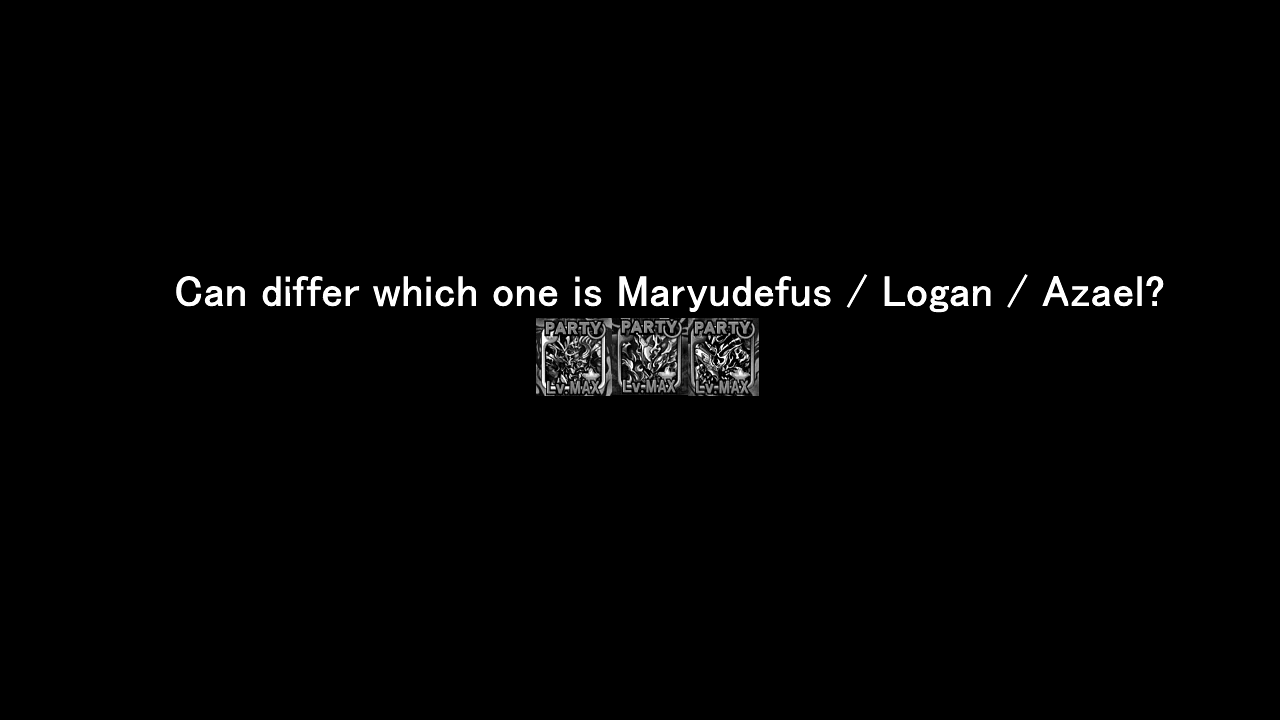 Can differ which one is Maryudefus / Logan / Azael?
PARTY PARTY PARTY
Lv.MAX Lv.MAX Lv.MAX